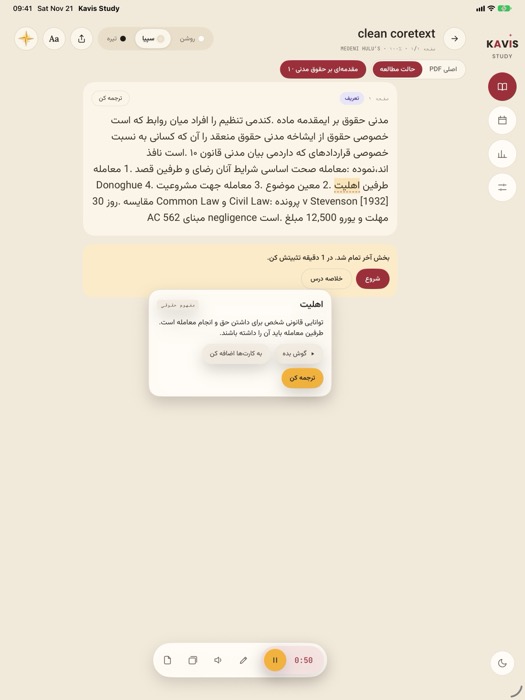 09:41 Sat Nov 21 Kavis Study
KAVIS
STUDY
clean coretext
Aa
روشن
سپیا
تیره
اصلی PDF
حالت مطالعه
مقدمه‌ای بر حقوق مدنی ۱۰
تعریف
ترجمه کن
مدنی حقوق بر ایمقدمه ماده .کندمی تنظیم را افراد میان روابط که است
خصوصی حقوق از ایشاخه مدنی حقوق منعقد را آن که کسانی به نسبت
خصوصی قراردادهای که داردمی بیان مدنی قانون ۱۰ .است نافذ
اند،نموده :معامله صحت اساسی شرایط آنان رضای و طرفین قصد .1 معامله
طرفین اهلیت .2 معین موضوع .3 معامله جهت مشروعیت .4 Donoghue
v Stevenson [1932] پرونده Civil Law: و Common Law مقایسه .روز 30
مهلت و یورو 12,500 مبلغ .است negligence مبنای AC 562
بخش آخر تمام شد. در 1 دقیقه تثبیتش کن.
شروع
خلاصه درس
اهلیت
مفهوم حقوقی
توانایی قانونی شخص برای داشتن حق و انجام معامله است.
طرفین معامله باید آن را داشته باشند.
گوش بده
به کارت‌ها اضافه کن
ترجمه کن
0:50